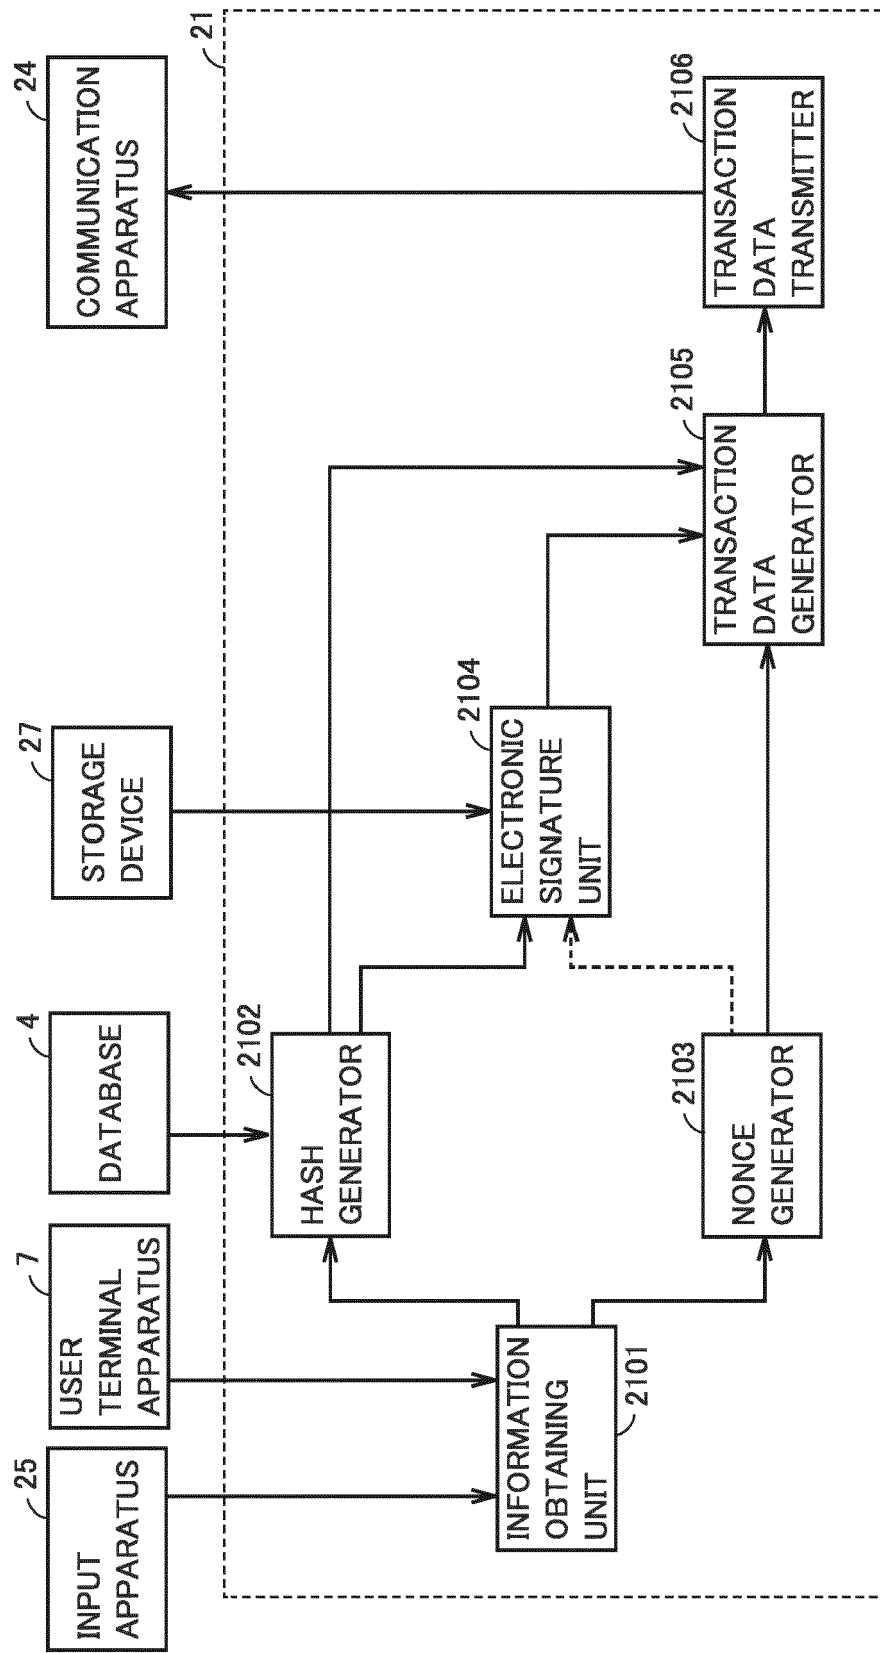 25
INPUT
APPARATUS
7
USER
TERMINAL
APPARATUS
4
DATABASE
27
STORAGE
DEVICE
24
COMMUNICATION
APPARATUS
21
2102
HASH
GENERATOR
2104
ELECTRONIC
SIGNATURE
UNIT
INFORMATION
OBTAINING
UNIT
2101
2103
NONCE
GENERATOR
2105
TRANSACTION
DATA
GENERATOR
2106
TRANSACTION
DATA
TRANSMITTER